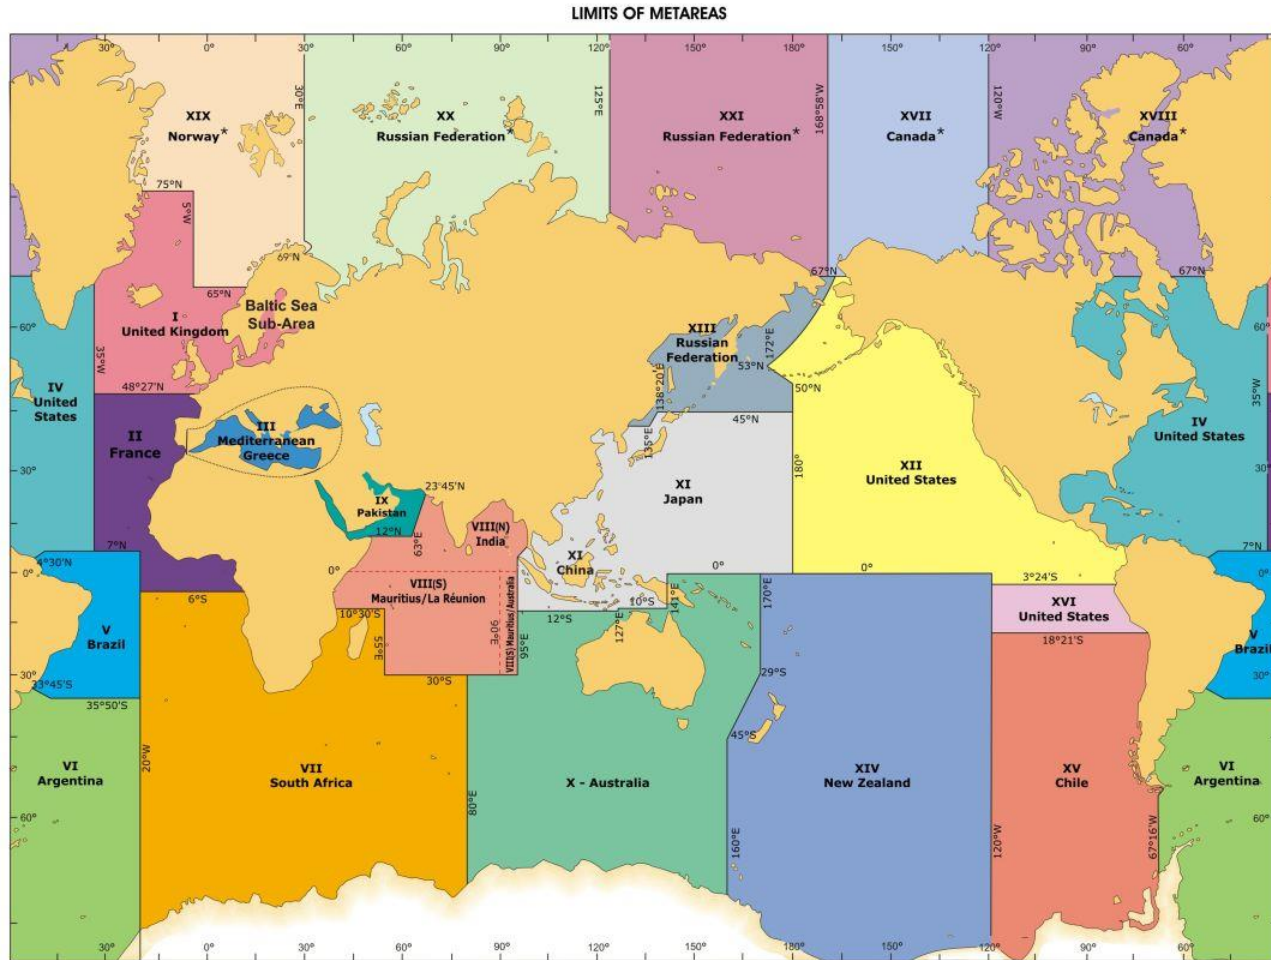 LIMITS OF METAREAS
30° 0° 30° 60° 90° 120° 150° 180° 150° 120° 90° 60°
30°E
125°E
168°58'W
120°W
XIX
Norway*
XX
Russian Federation*
XXI
Russian Federation*
XVII
Canada*
XVIII
Canada*
75°N
5°W
69°N
65°N
67°N
67°N
Baltic Sea
Sub-Area
I
United Kingdom
60°
60°
35°W
48°27'N
XIII
Russian
Federation
172°E
53°N
138°20'E
50°N
45°N
135°E
IV
United
States
35°W
II
France
III
Mediterranean
Greece
IV
United States
XII
United States
180°
XI
Japan
30°
30°
23°45'N
IX
Pakistan
12°N
63°E
VIII(N)
India
7°N
7°N
4°30'N
0°
0°
XI
China
0°
0°
0°
3°24'S
VIII(S)
Mauritius/La Réunion
VIII(S) Mauritius/Australia
90°E
95°E
6°S
10°30'S
55°E
12°S
127°E
10°S
141°E
170°E
XVI
United States
18°21'S
V
Brazil
V
Brazil
30°
30°
33°45'S
35°50'S
30°S
29°S
45°S
VI
Argentina
20°W
VII
South Africa
80°E
X - Australia
160°E
XIV
New Zealand
120°W
XV
Chile
67°16'W
VI
Argentina
60°
60°
30° 0° 30° 60° 90° 120° 150° 180° 150° 120° 90° 60°